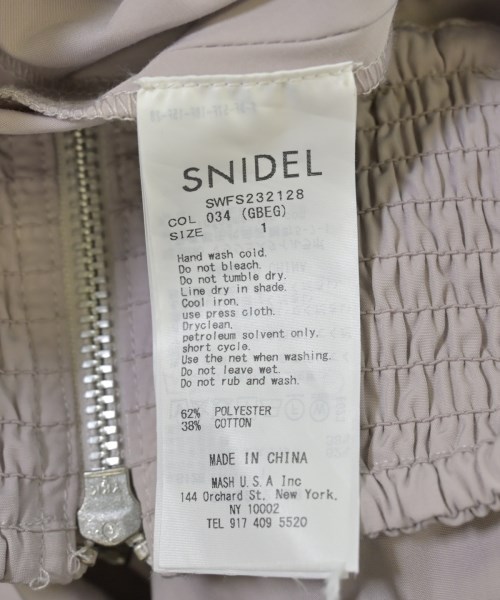 SNIDEL
SWFS232128
COL 034 (GBEG)
SIZE 1
Hand wash cold.
Do not bleach.
Do not tumble dry.
Line dry in shade.
Cool iron.
use press cloth.
Dryclean,
petroleum solvent only.
short cycle.
Use the net when washing.
Do not leave wet.
Do not rub and wash.
62% POLYESTER
38% COTTON
MADE IN CHINA
MASH U.S.A Inc
144 Orchard St, New York,
NY 10002
TEL 917 409 5520